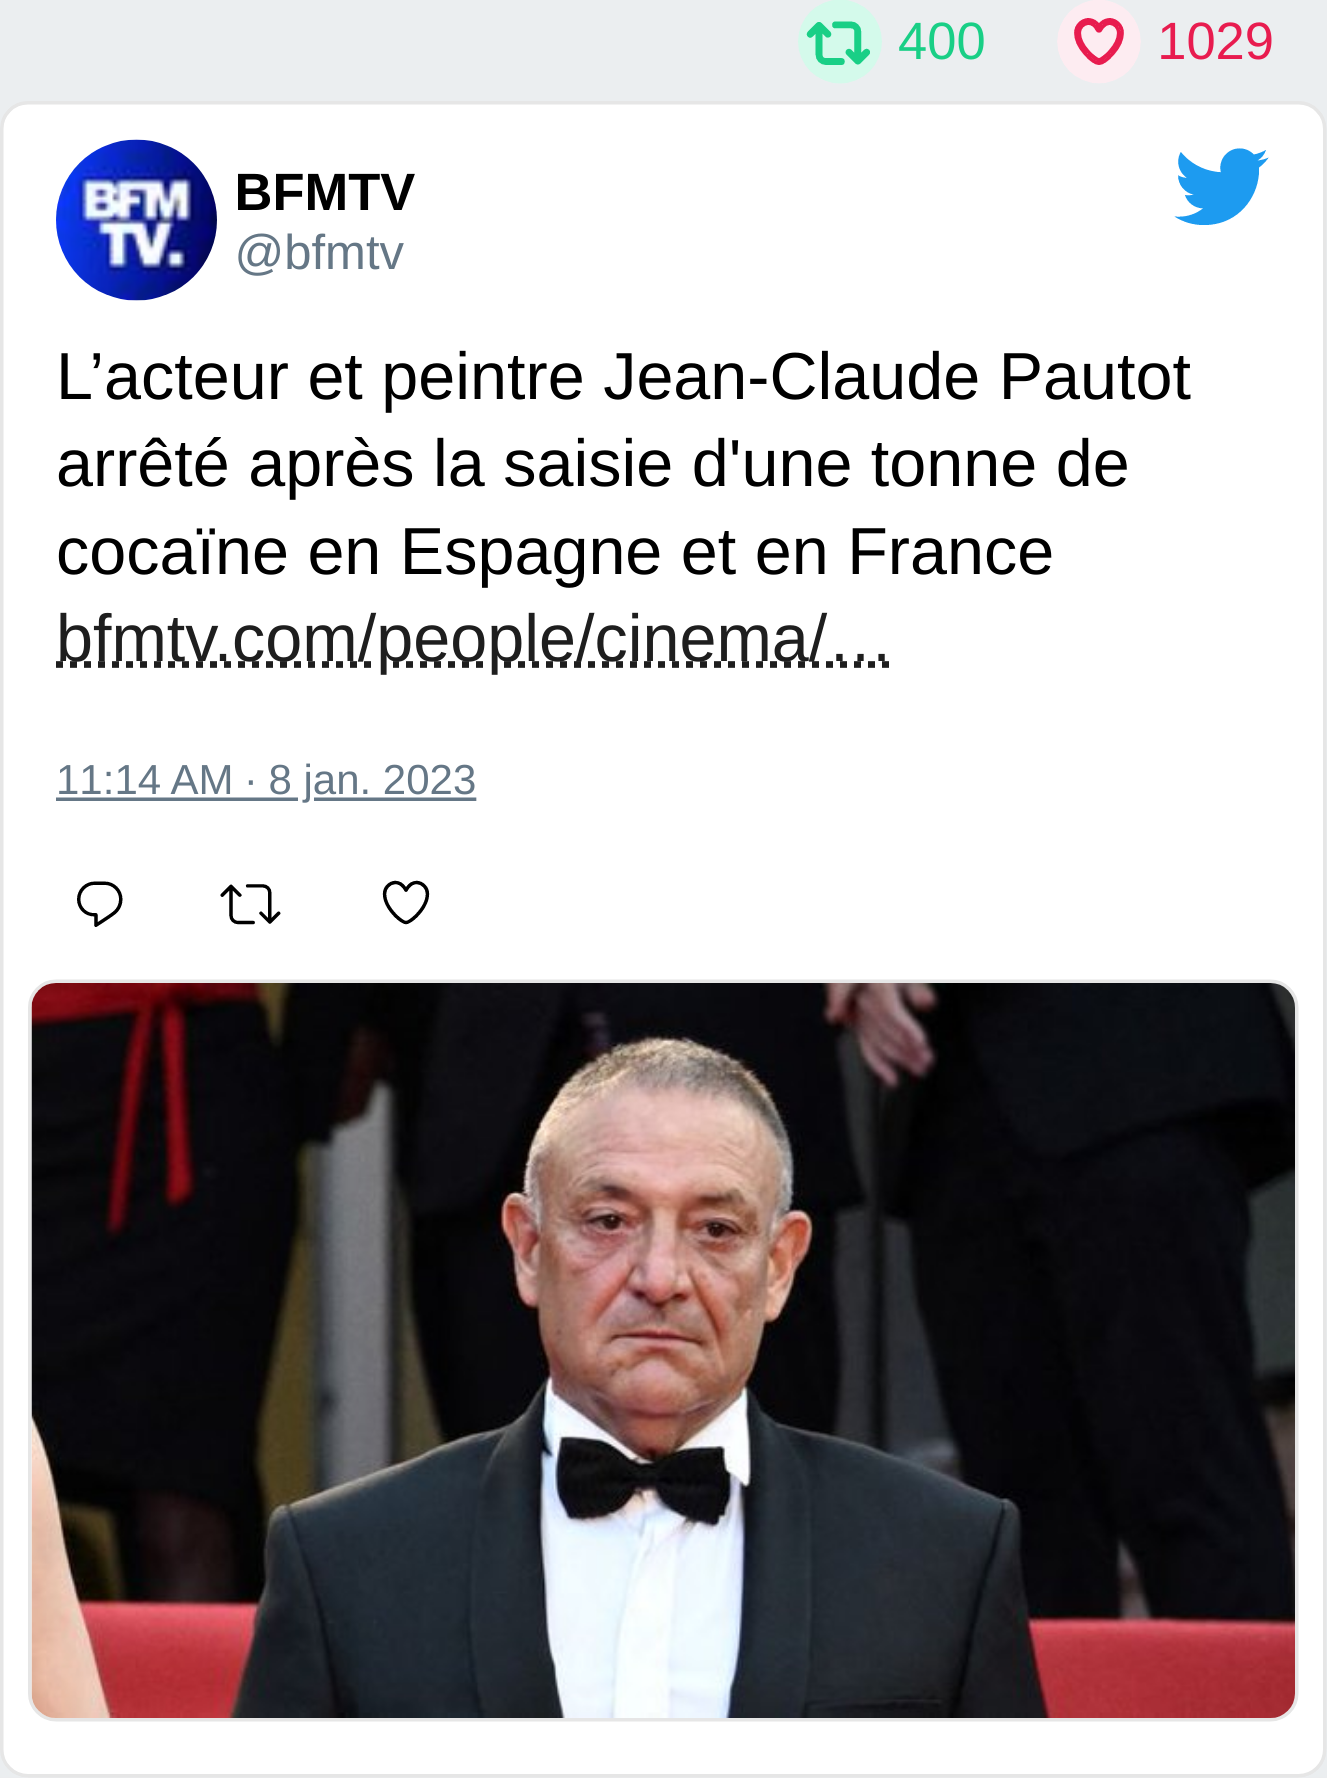 400 1029
BFM
TV.
BFMTV
@bfmtv
L’acteur et peintre Jean-Claude Pautot
arrêté après la saisie d'une tonne de
cocaïne en Espagne et en France
bfmtv.com/people/cinema/…
11:14 AM · 8 jan. 2023